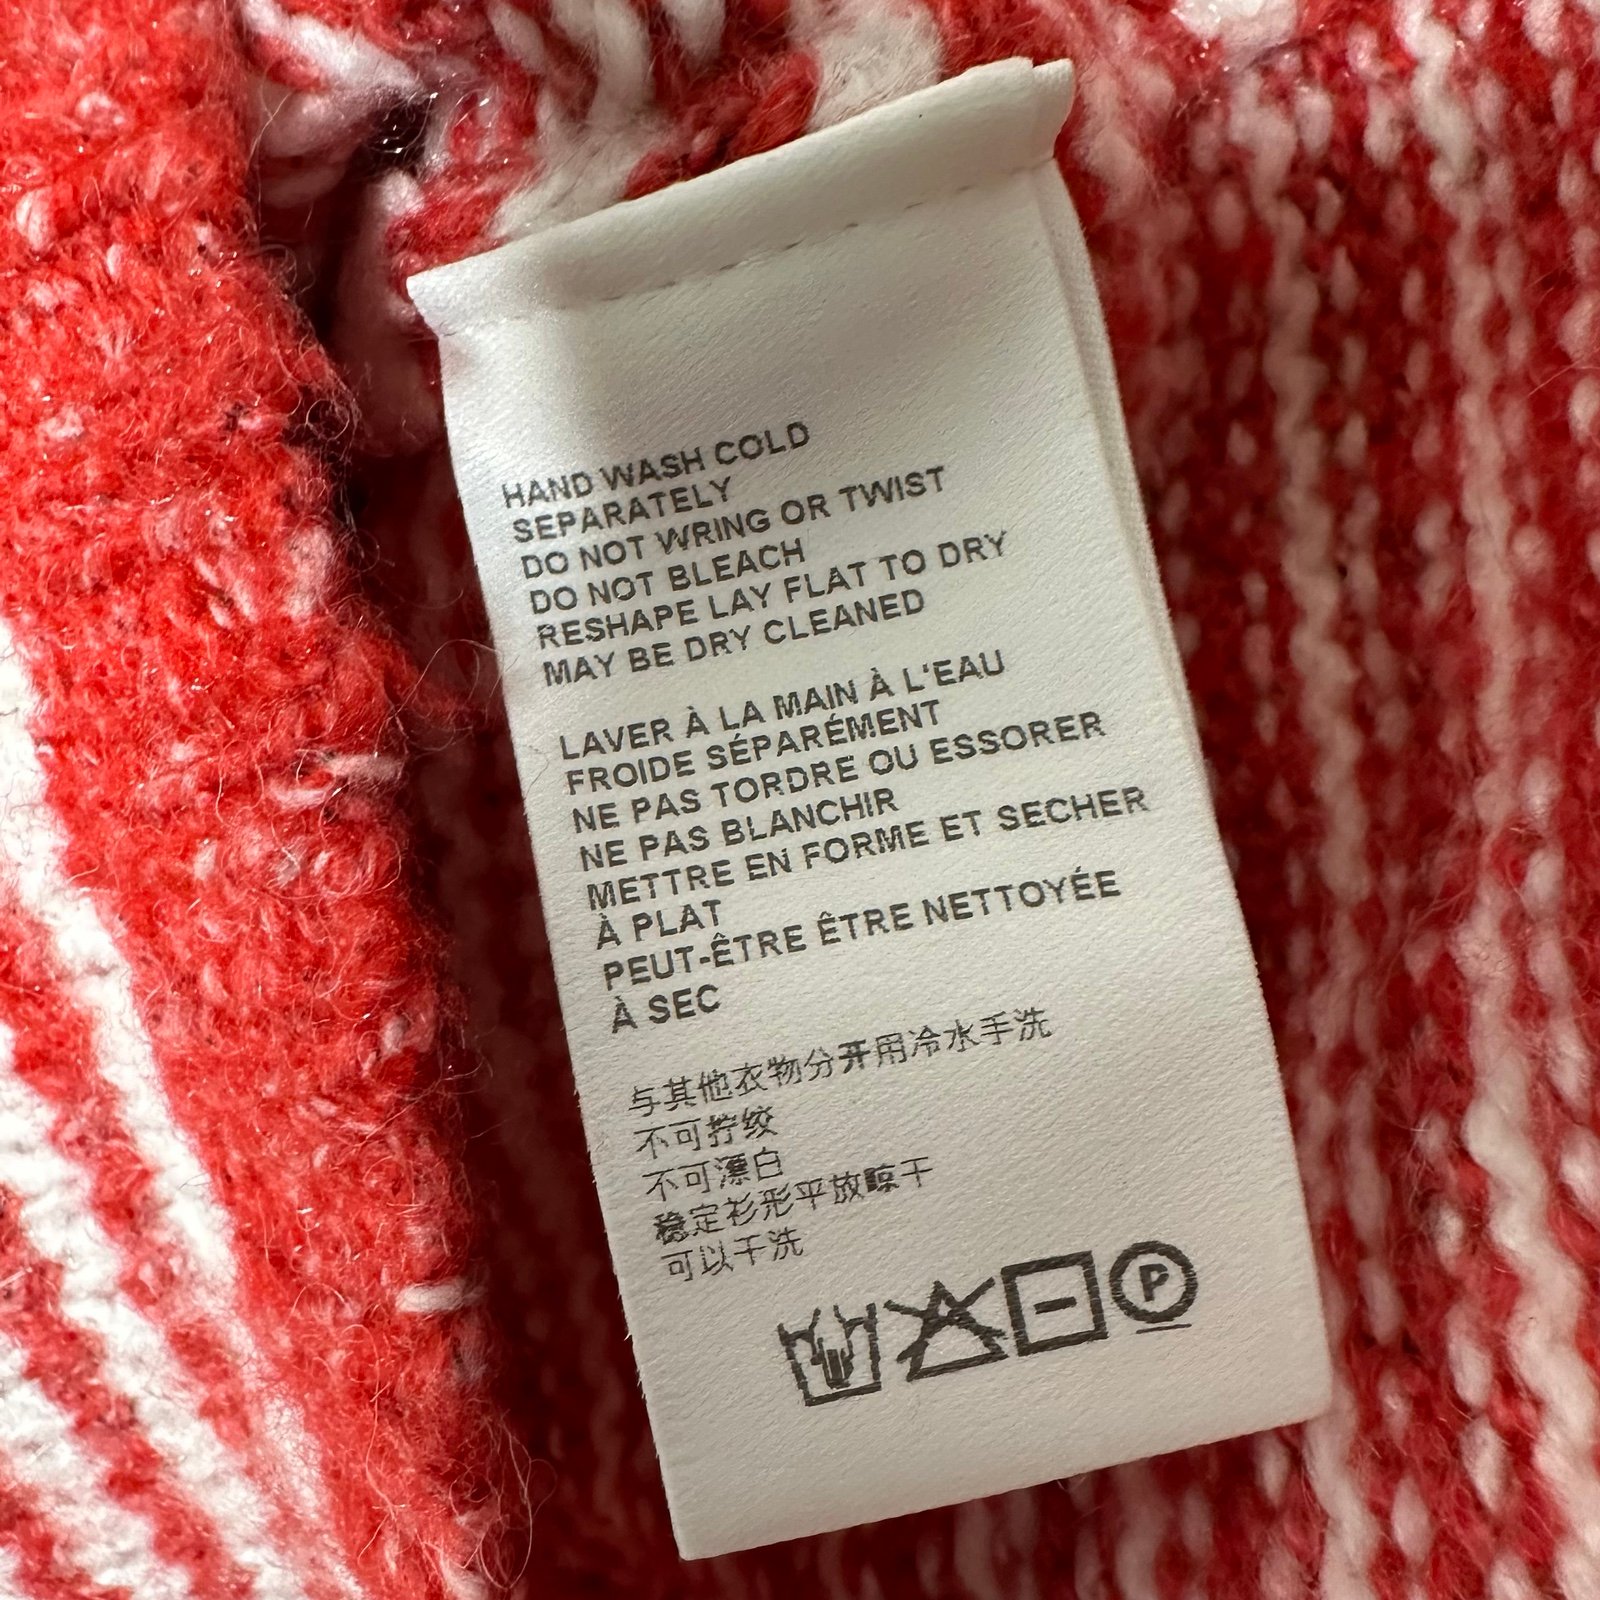 HAND WASH COLD
SEPARATELY
DO NOT WRING OR TWIST
DO NOT BLEACH
RESHAPE LAY FLAT TO DRY
MAY BE DRY CLEANED
LAVER À LA MAIN À L'EAU
FROIDE SÉPARÉMENT
NE PAS TORDRE OU ESSORER
NE PAS BLANCHIR
METTRE EN FORME ET SECHER
À PLAT
PEUT-ÊTRE ÊTRE NETTOYÉE
À SEC
与其他衣物分开用冷水手洗
不可拧绞
不可漂白
稳定衫形平放晾干
可以干洗
P